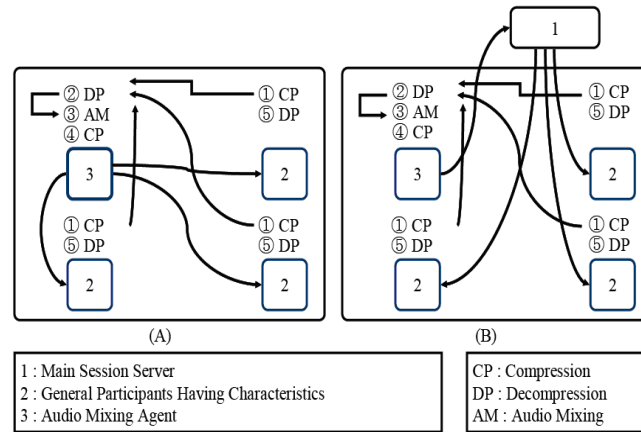 1
② DP
③ AM
④ CP
① CP
⑤ DP
3
2
① CP
⑤ DP
① CP
⑤ DP
2
2
② DP
③ AM
④ CP
① CP
⑤ DP
3
2
① CP
⑤ DP
① CP
⑤ DP
2
2
(A)
(B)
1 : Main Session Server
2 : General Participants Having Characteristics
3 : Audio Mixing Agent
CP : Compression
DP : Decompression
AM : Audio Mixing